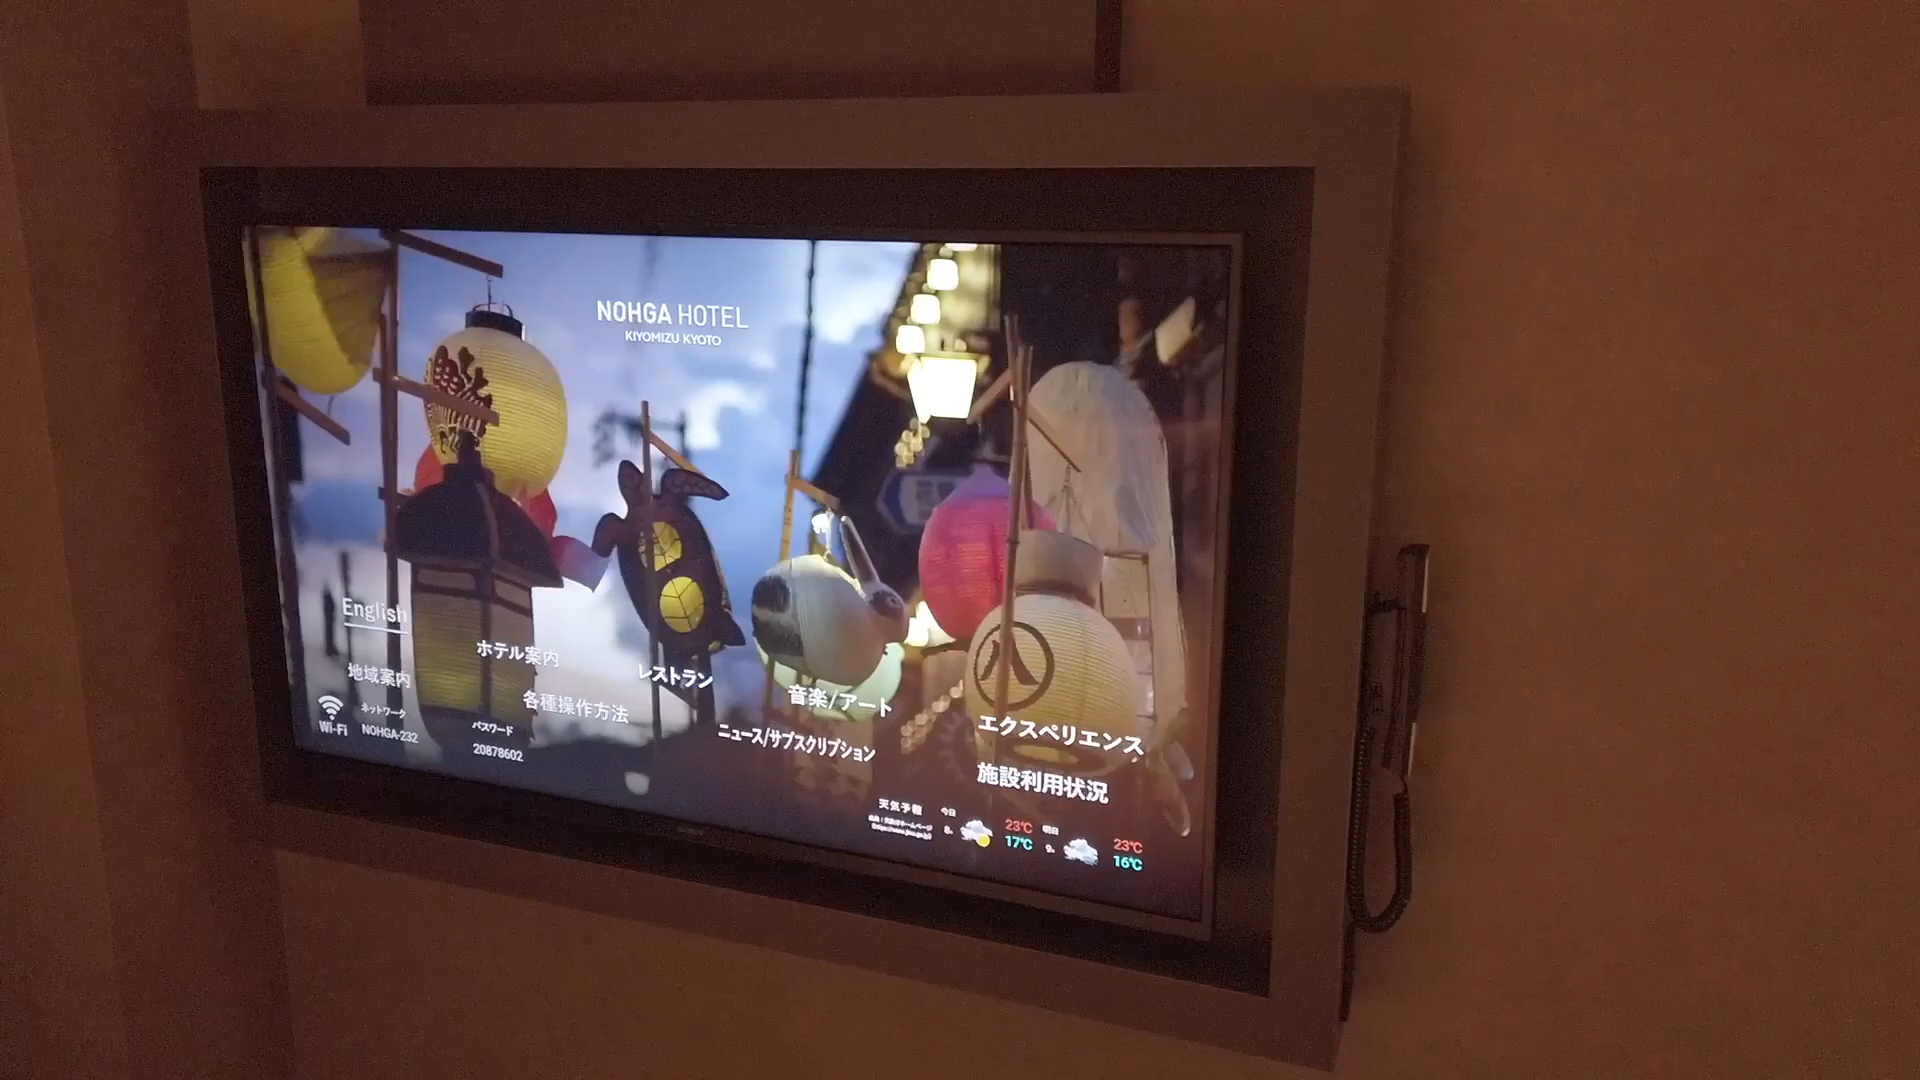 NOHGA HOTEL
KIYOMIZU KYOTO
English
ホテル案内
レストラン
音楽/アート
エクスペリエンス
地域案内
各種操作方法
ニュース/サブスクリプション
施設利用状況
Wi-Fi
ネットワーク
NOHGA-232
パスワード
20878602
天気予報
今日
8
23℃
17℃
明日
9
23℃
16℃
八